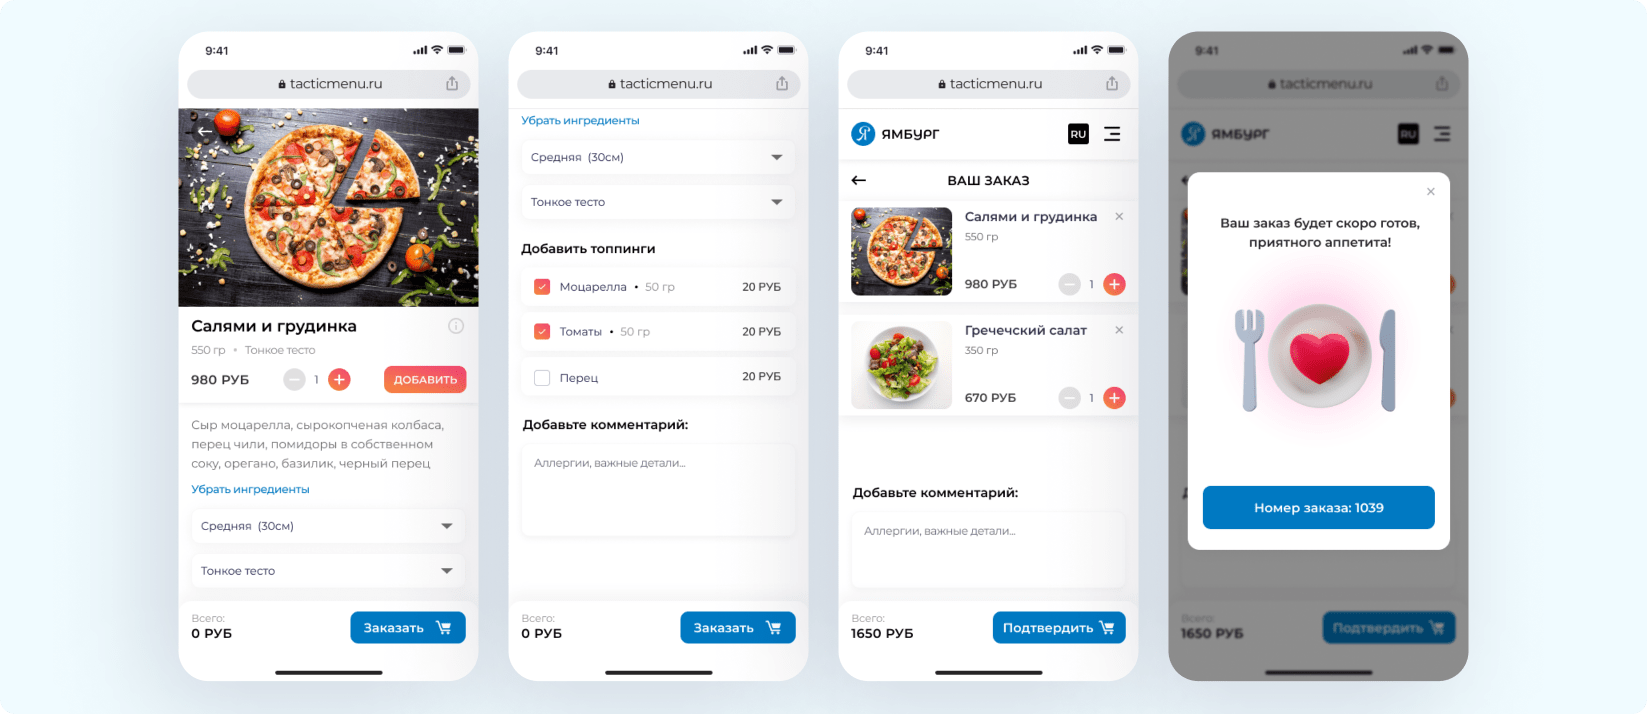 9:41
tacticmenu.ru
Салями и грудинка
550 гр • Тонкое тесто
980 РУБ
1
ДОБАВИТЬ
Сыр моцарелла, сырокопченая колбаса,
перец чили, помидоры в собственном
соку, орегано, базилик, черный перец
Убрать ингредиенты
Средняя (30см)
Тонкое тесто
Всего:
0 РУБ
Заказать
9:41
tacticmenu.ru
Убрать ингредиенты
Средняя (30см)
Тонкое тесто
Добавить топпинги
Моцарелла • 50 гр 20 РУБ
Томаты • 50 гр 20 РУБ
Перец 20 РУБ
Добавьте комментарий:
Аллергии, важные детали...
Всего:
0 РУБ
Заказать
9:41
tacticmenu.ru
Я ЯМБУРГ
RU
ВАШ ЗАКАЗ
Салями и грудинка
550 гр
980 РУБ
1
Гречечский салат
350 гр
670 РУБ
1
Добавьте комментарий:
Аллергии, важные детали...
Всего:
1650 РУБ
Подтвердить
9:41
tacticmenu.ru
Я ЯМБУРГ
RU
Ваш заказ будет скоро готов,
приятного аппетита!
Номер заказа: 1039
Всего:
1650 РУБ
Подтвердить